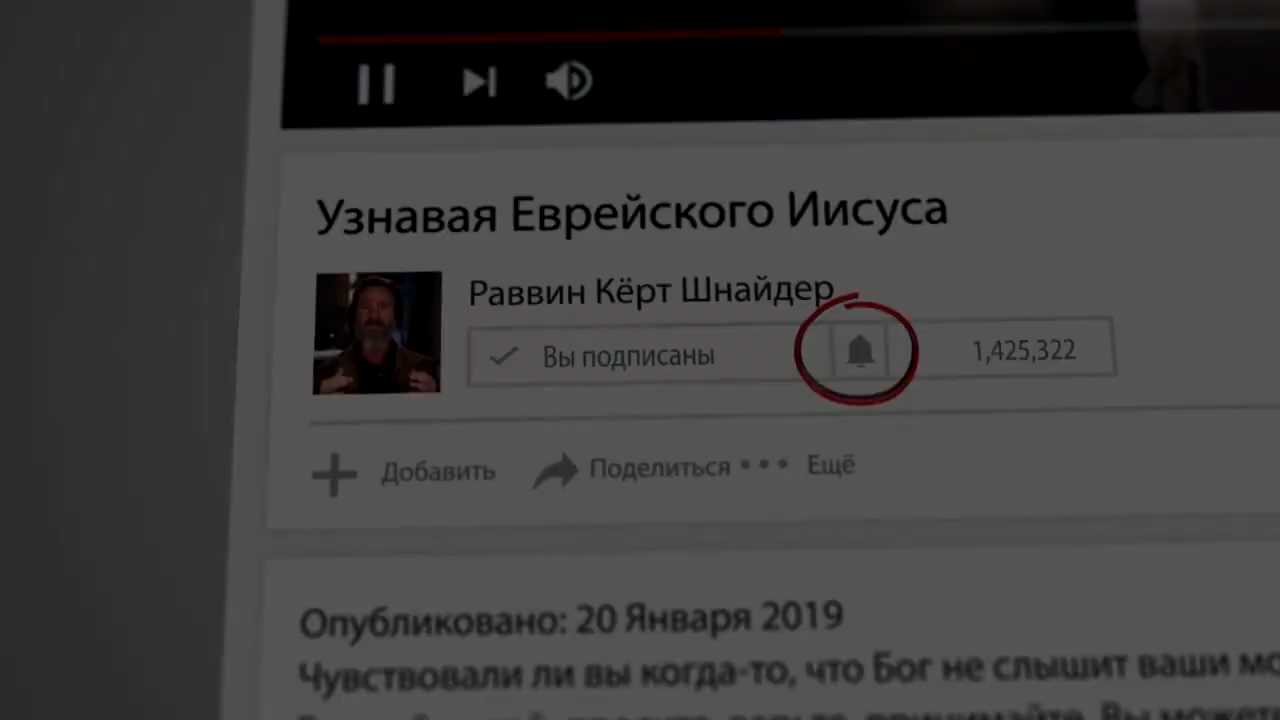 Узнавая Еврейского Иисуса
Раввин Кёрт Шнайдер
Вы подписаны 1,425,322
Добавить Поделиться Ещё
Опубликовано: 20 Января 2019
Чувствовали ли вы когда-то, что Бог не слышит ваши